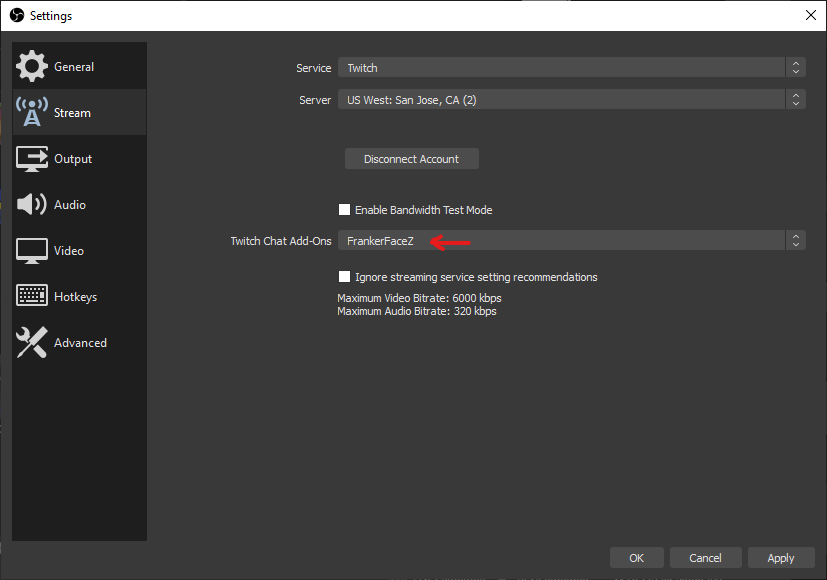 Settings
General
Stream
Output
Audio
Video
Hotkeys
Advanced
Service Twitch
Server US West: San Jose, CA (2)
Disconnect Account
Enable Bandwidth Test Mode
Twitch Chat Add-Ons FrankerFaceZ
Ignore streaming service setting recommendations
Maximum Video Bitrate: 6000 kbps
Maximum Audio Bitrate: 320 kbps
OK Cancel Apply